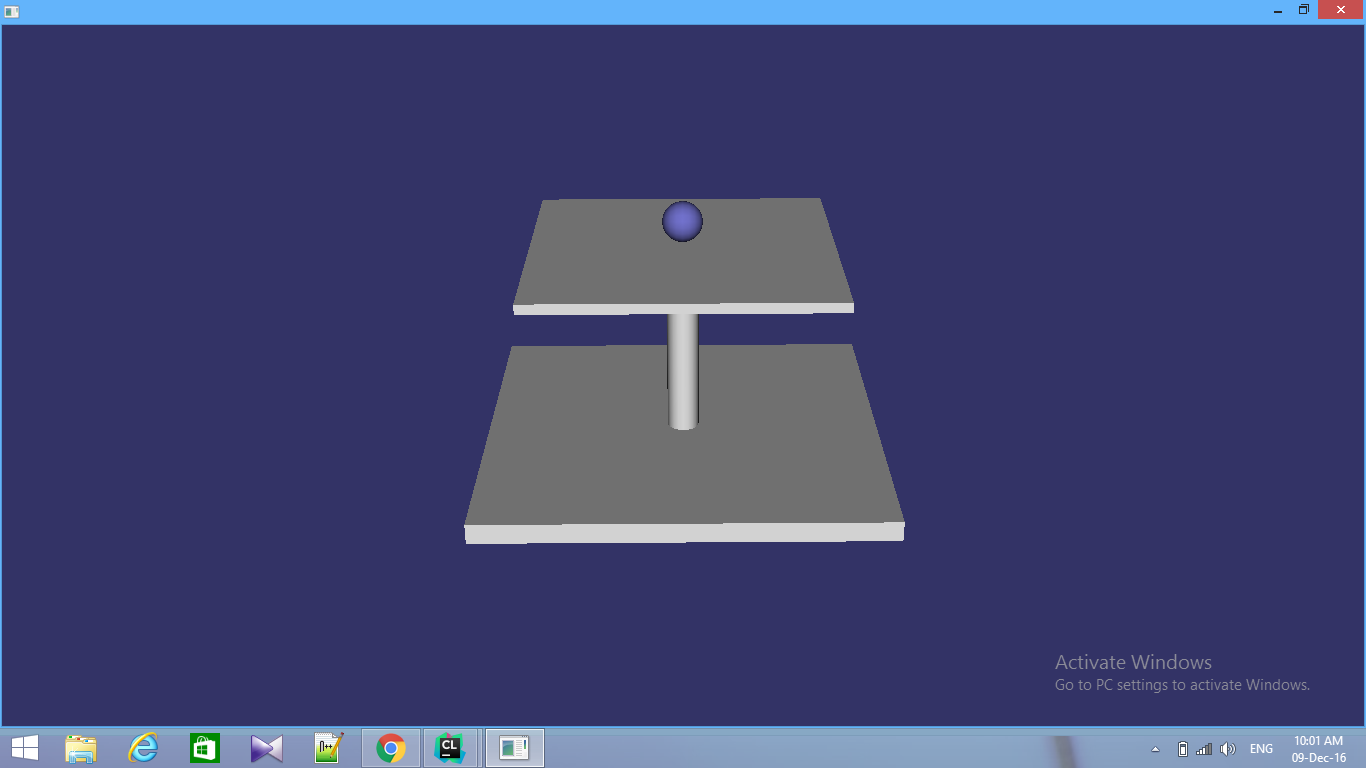 Activate Windows
Go to PC settings to activate Windows.
n++
CL
ENG
10:01 AM
09-Dec-16